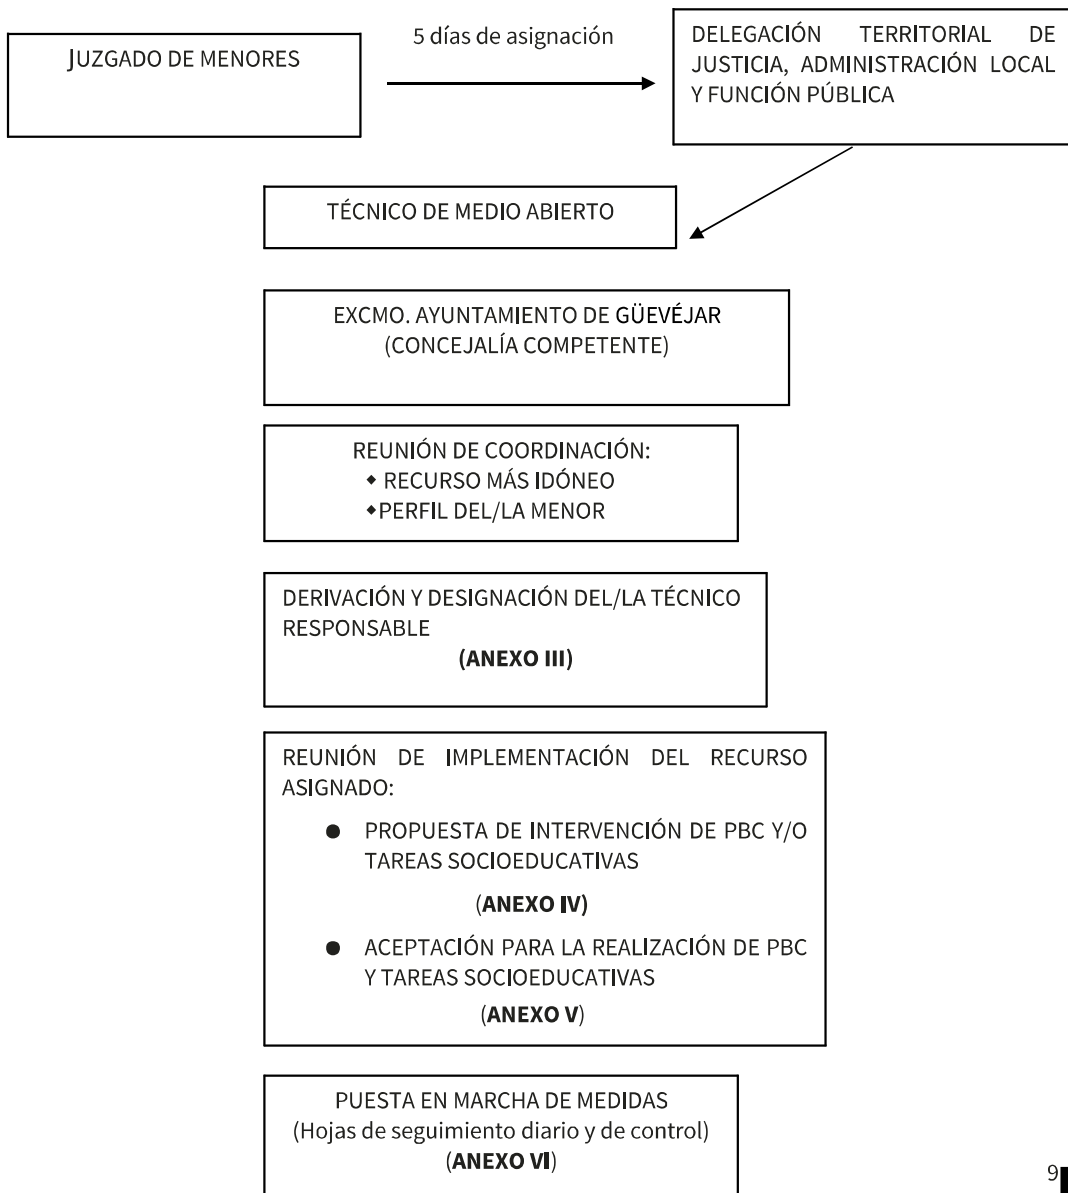 JUZGADO DE MENORES
5 días de asignación
DELEGACIÓN TERRITORIAL DE
JUSTICIA, ADMINISTRACIÓN LOCAL
Y FUNCIÓN PÚBLICA
TÉCNICO DE MEDIO ABIERTO
EXCMO. AYUNTAMIENTO DE GÜEVÉJAR
(CONCEJALÍA COMPETENTE)
REUNIÓN DE COORDINACIÓN:
◆ RECURSO MÁS IDÓNEO
◆PERFIL DEL/LA MENOR
DERIVACIÓN Y DESIGNACIÓN DEL/LA TÉCNICO
RESPONSABLE
(ANEXO III)
REUNIÓN DE IMPLEMENTACIÓN DEL RECURSO
ASIGNADO:
● PROPUESTA DE INTERVENCIÓN DE PBC Y/O
TAREAS SOCIOEDUCATIVAS
(ANEXO IV)
● ACEPTACIÓN PARA LA REALIZACIÓN DE PBC
Y TAREAS SOCIOEDUCATIVAS
(ANEXO V)
PUESTA EN MARCHA DE MEDIDAS
(Hojas de seguimiento diario y de control)
(ANEXO VI)
9